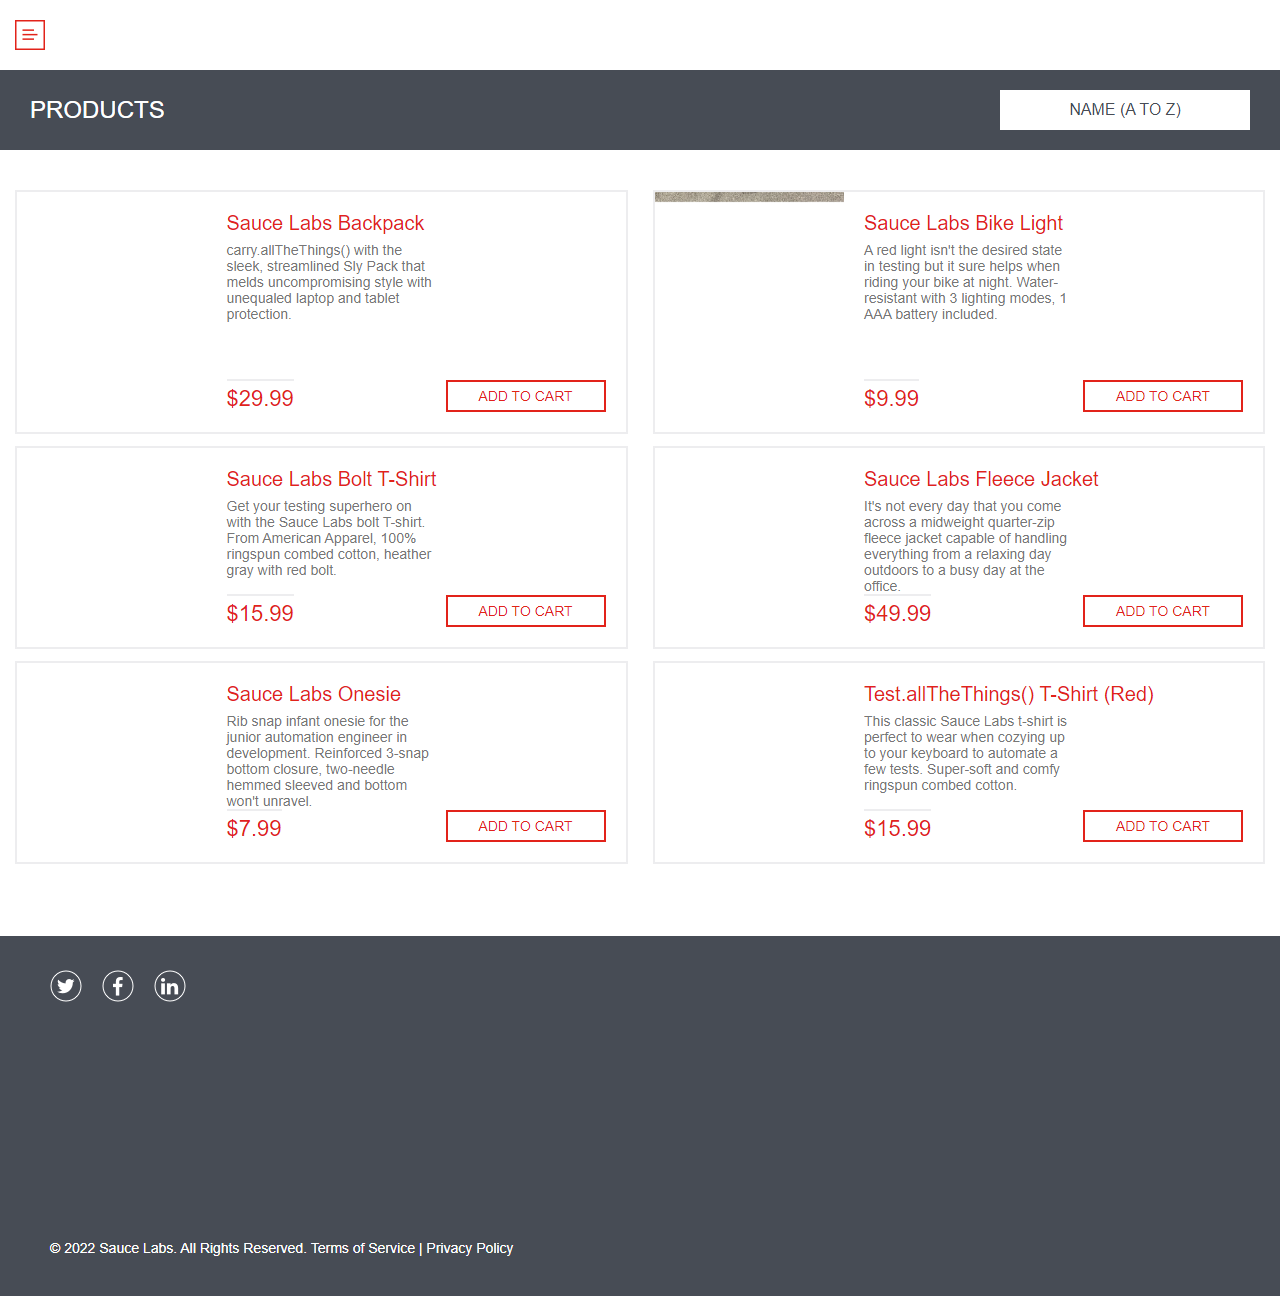 PRODUCTS
NAME (A TO Z)
Sauce Labs Backpack
carry.allTheThings() with the
sleek, streamlined Sly Pack that
melds uncompromising style with
unequaled laptop and tablet
protection.
$29.99
ADD TO CART
Sauce Labs Bike Light
A red light isn't the desired state
in testing but it sure helps when
riding your bike at night. Water-
resistant with 3 lighting modes, 1
AAA battery included.
$9.99
ADD TO CART
Sauce Labs Bolt T-Shirt
Get your testing superhero on
with the Sauce Labs bolt T-shirt.
From American Apparel, 100%
ringspun combed cotton, heather
gray with red bolt.
$15.99
ADD TO CART
Sauce Labs Fleece Jacket
It's not every day that you come
across a midweight quarter-zip
fleece jacket capable of handling
everything from a relaxing day
outdoors to a busy day at the
office.
$49.99
ADD TO CART
Sauce Labs Onesie
Rib snap infant onesie for the
junior automation engineer in
development. Reinforced 3-snap
bottom closure, two-needle
hemmed sleeved and bottom
won't unravel.
$7.99
ADD TO CART
Test.allTheThings() T-Shirt (Red)
This classic Sauce Labs t-shirt is
perfect to wear when cozying up
to your keyboard to automate a
few tests. Super-soft and comfy
ringspun combed cotton.
$15.99
ADD TO CART
© 2022 Sauce Labs. All Rights Reserved. Terms of Service | Privacy Policy